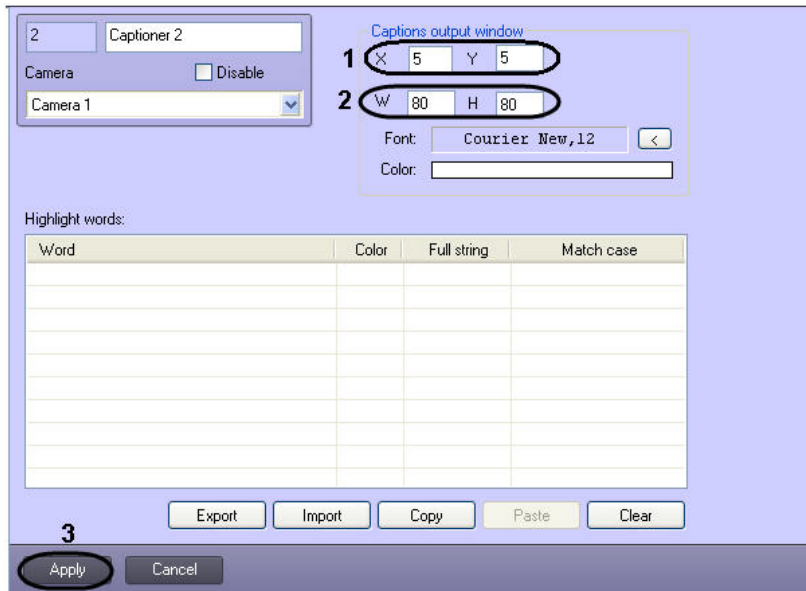 2 Captioner 2
Camera Disable
Camera 1
Captions output window
1 X 5 Y 5
2 W 80 H 80
Font: Courier New,12 <
Color:
Highlight words:
Word Color Full string Match case
Export Import Copy Paste Clear
3
Apply Cancel